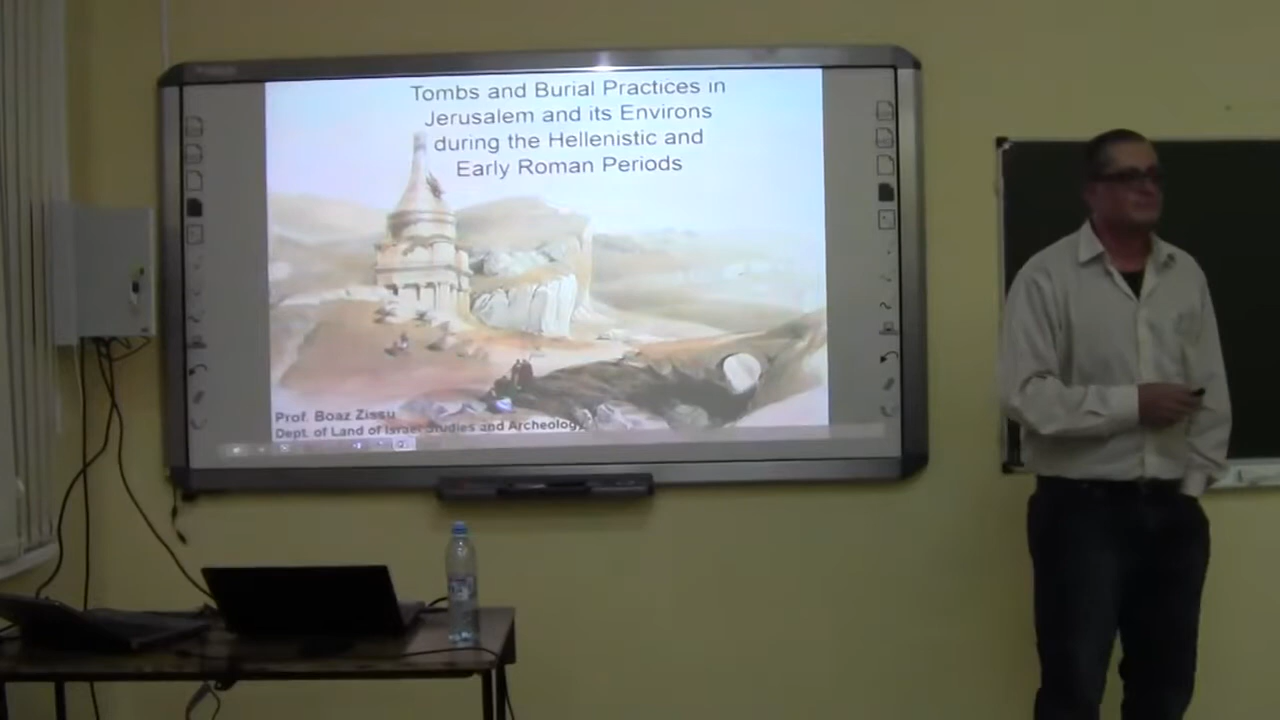 Tombs and Burial Practices in
Jerusalem and its Environs
during the Hellenistic and
Early Roman Periods
Prof. Boaz Zissu
Dept. of Land of Israel Studies and Archeology